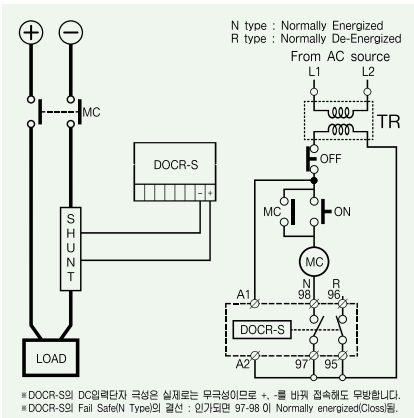 N type : Normally Energized
R type : Normally De-Energized
From AC source
L1 L2
TR
MC
OFF
DOCR-S
- +
MC
ON
SHUNT
MC
N R
A1 98 96
DOCR-S
A2 97 95
LOAD
※DOCR-S의 DC입력단자 극성은 실제로는 무극성이므로 +, -를 바꿔 접속해도 무방합니다.
※DOCR-S의 Fail Safe(N Type)의 결선 : 인가되면 97-98 이 Normally energized(Closs)됨.